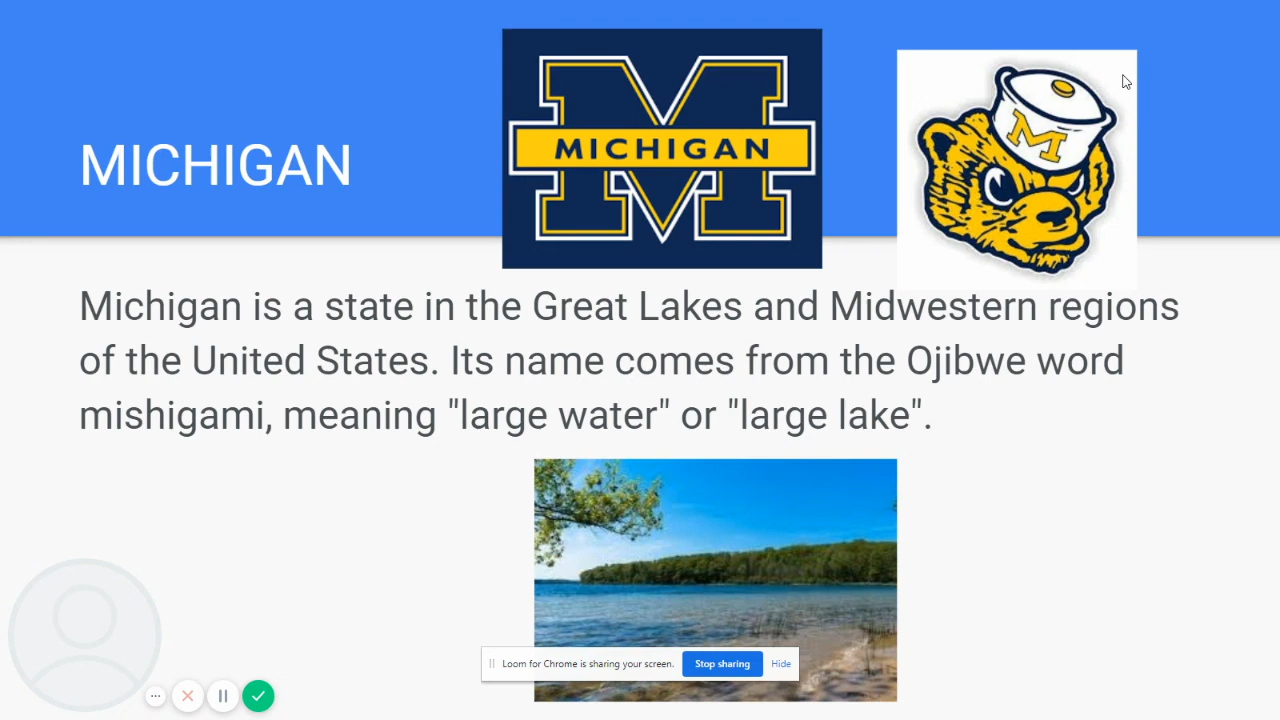 MICHIGAN
M
MICHIGAN
Michigan is a state in the Great Lakes and Midwestern regions
of the United States. Its name comes from the Ojibwe word
mishigami, meaning "large water" or "large lake".
Loom for Chrome is sharing your screen. Stop sharing Hide